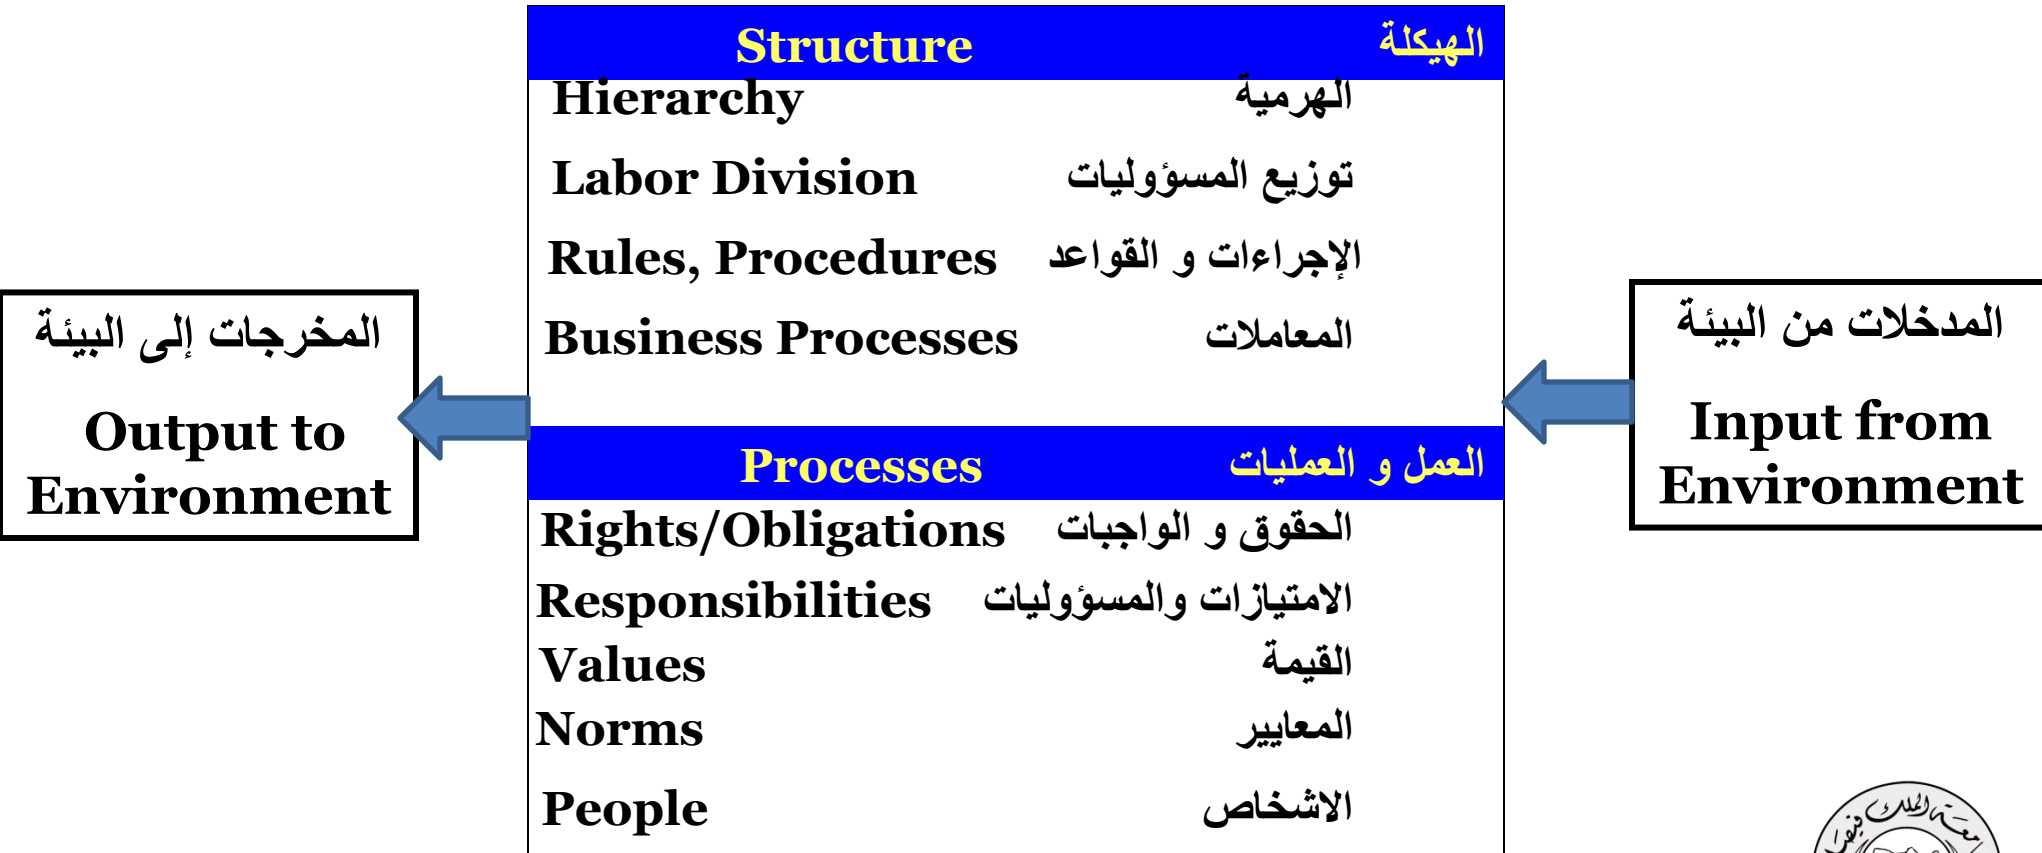 Structure الهيكلة
Hierarchy الهرمية
Labor Division توزيع المسؤوليات
Rules, Procedures الإجراءات و القواعد
Business Processes المعاملات
Processes العمل و العمليات
Rights/Obligations الحقوق و الواجبات
Responsibilities الامتيازات والمسؤوليات
Values القيمة
Norms المعايير
People الاشخاص
المدخلات من البيئة
Input from
Environment
المخرجات إلى البيئة
Output to
Environment